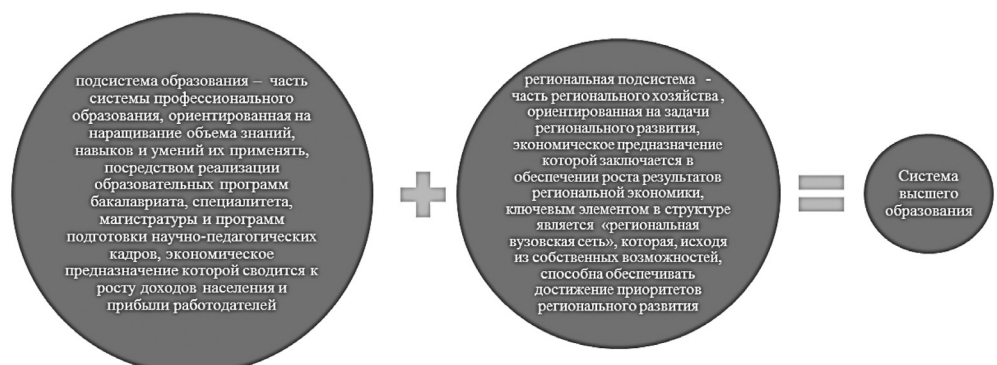 подсистема образования – часть
системы профессионального
образования, ориентированная на
наращивание объема знаний,
навыков и умений их применять,
посредством реализации
образовательных программ
бакалавриата, специалитета,
магистратуры и программ
подготовки научно-педагогических
кадров, экономическое
предназначение которой сводится к
росту доходов населения и
прибыли работодателей
региональная подсистема -
часть регионального хозяйства ,
ориентированная на задачи
регионального развития,
экономическое предназначение
которой заключается в
обеспечении роста результатов
региональной экономики,
ключевым элементом в структуре
является «региональная
вузовская сеть», которая, исходя
из собственных возможностей,
способна обеспечивать
достижение приоритетов
регионального развития
Система
высшего
образования